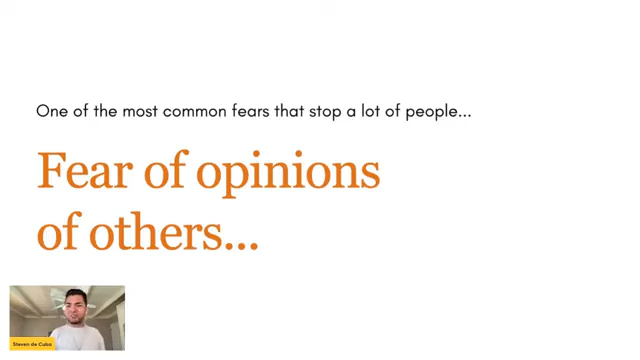 One of the most common fears that stop a lot of people...
Fear of opinions
of others...
Steven de Cuba